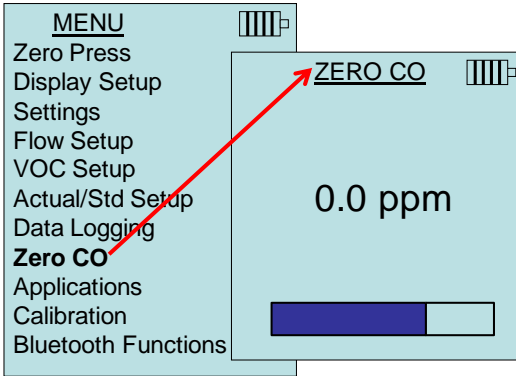 MENU
Zero Press
Display Setup
Settings
Flow Setup
VOC Setup
Actual/Std Setup
Data Logging
Zero CO
Applications
Calibration
Bluetooth Functions
ZERO CO
0.0 ppm